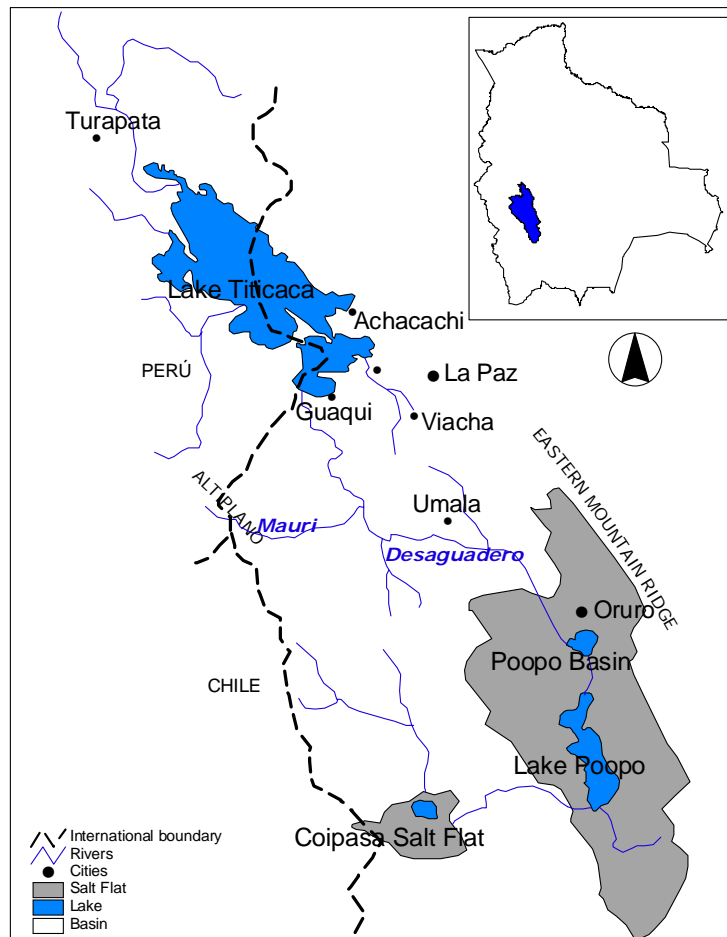 Turapata
Lake Titicaca
Achacachi
PERÚ
La Paz
Guaqui
Viacha
EASTERN MOUNTAIN RIDGE
ALTIPLANO
Umala
Mauri
Desaguadero
Oruro
Poopo Basin
CHILE
Lake Poopo
Coipasa Salt Flat
International boundary
Rivers
Cities
Salt Flat
Lake
Basin